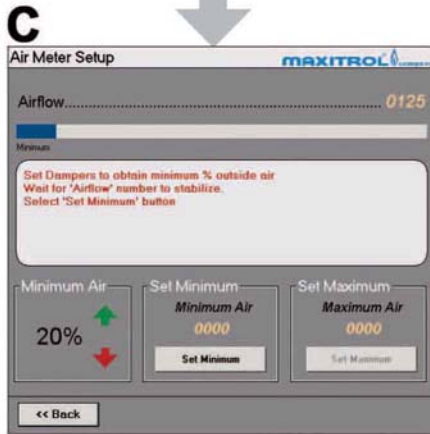 C
Air Meter Setup
MAXITROL
Airflow.......................................................................... 0125
Minimum
Set Dampers to obtain minimum % outside air
Wait for 'Airflow' number to stabilize.
Select 'Set Minimum' button
Minimum Air
20%
Set Minimum
Minimum Air
0000
Set Minimum
Set Maximum
Maximum Air
0000
Set Maximum
<< Back